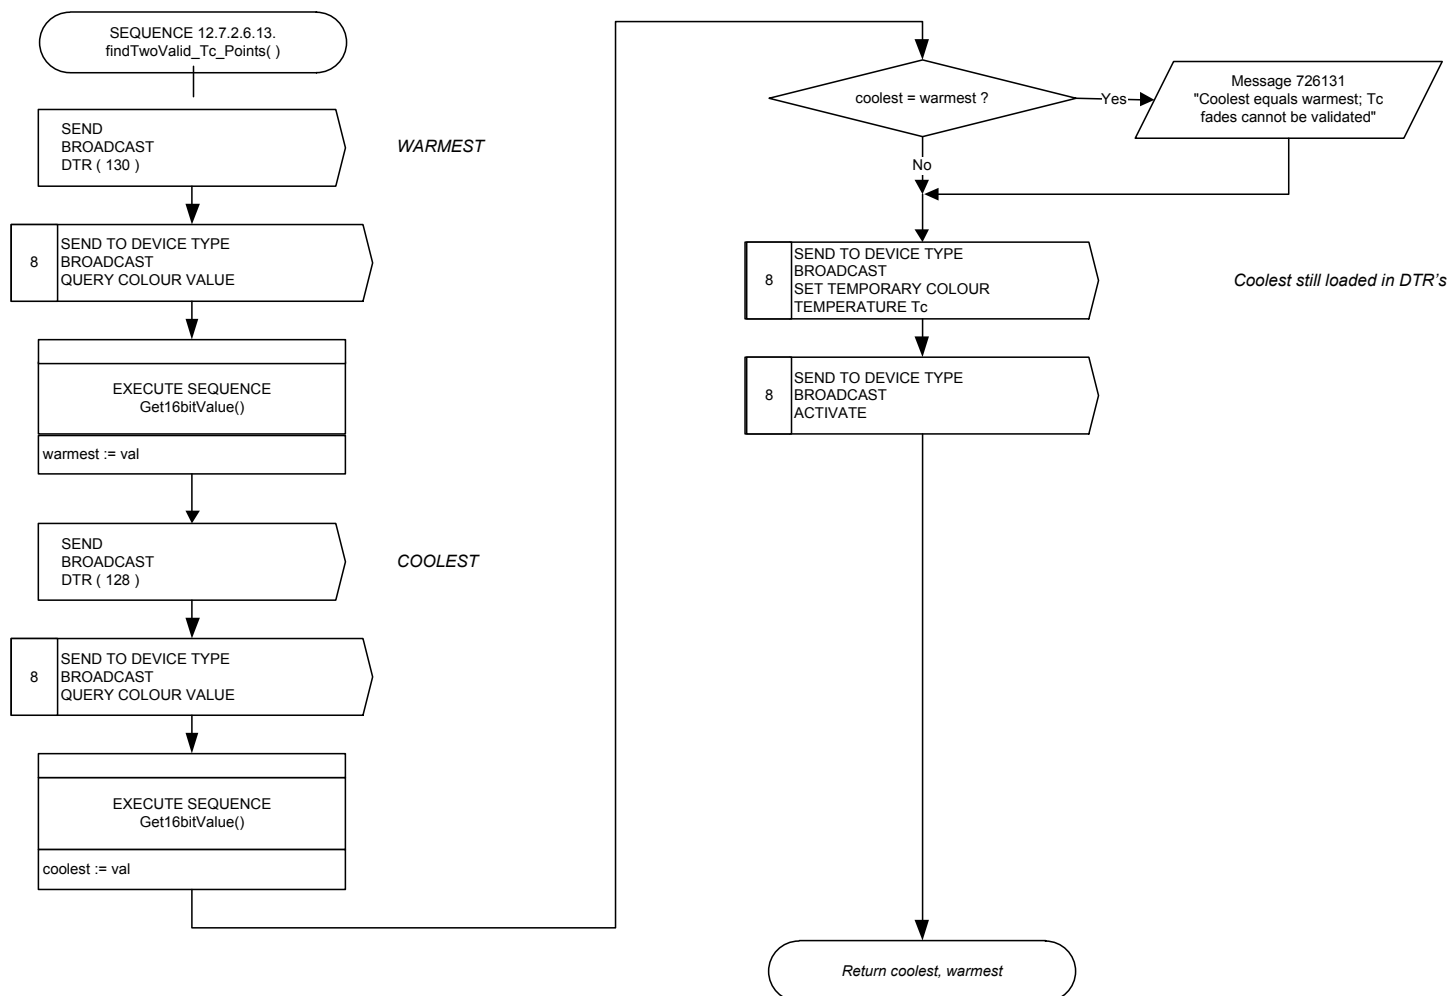 SEQUENCE 12.7.2.6.13.
findTwoValid_Tc_Points( )
SEND
BROADCAST
DTR ( 130 )
WARMEST
8
SEND TO DEVICE TYPE
BROADCAST
QUERY COLOUR VALUE
EXECUTE SEQUENCE
Get16bitValue()
warmest := val
SEND
BROADCAST
DTR ( 128 )
COOLEST
8
SEND TO DEVICE TYPE
BROADCAST
QUERY COLOUR VALUE
EXECUTE SEQUENCE
Get16bitValue()
coolest := val
coolest = warmest ?
Yes
Message 726131
"Coolest equals warmest; Tc
fades cannot be validated"
No
8
SEND TO DEVICE TYPE
BROADCAST
SET TEMPORARY COLOUR
TEMPERATURE Tc
Coolest still loaded in DTR's
8
SEND TO DEVICE TYPE
BROADCAST
ACTIVATE
Return coolest, warmest